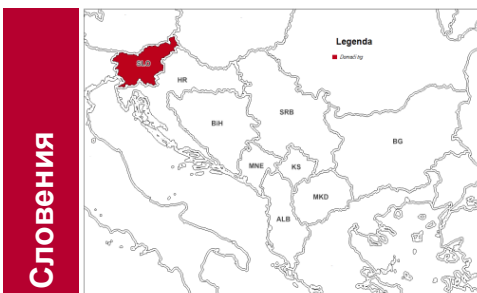 Словения
Legenda
Domači trg
SLO
HR
BiH
SRB
BG
MNE
KS
MKD
ALB